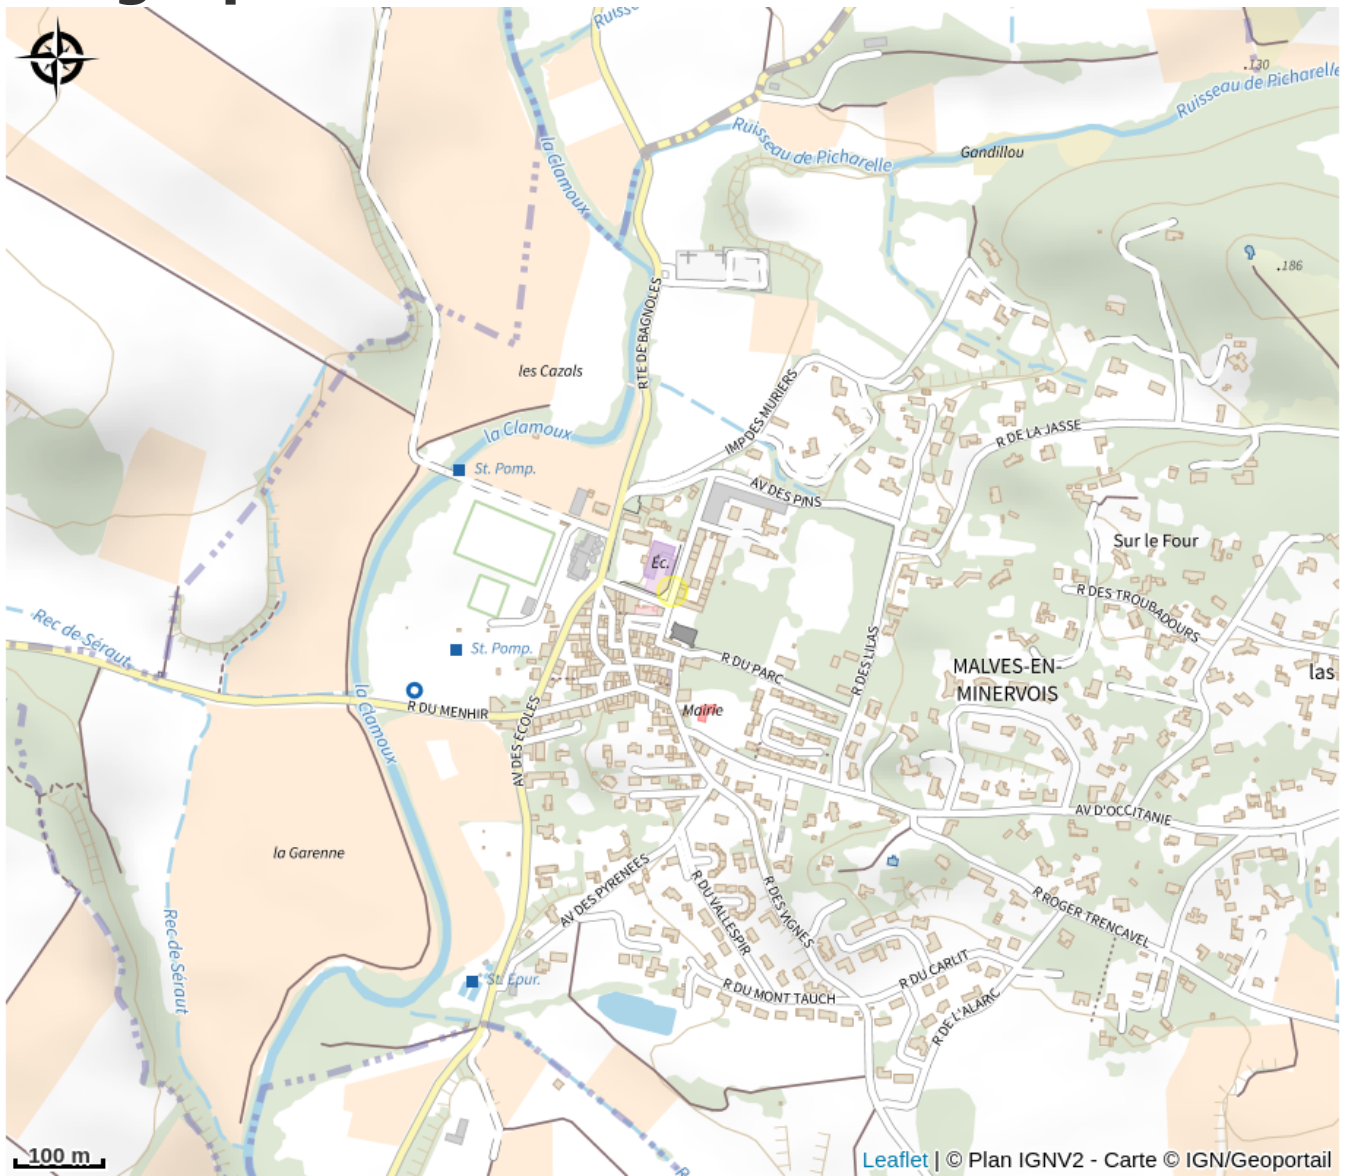 Ruisse
.130
Ruisseau de Picharelle
Ruisseau de Picharelle
Gandillou
la Clamoux
.186
RTE DE BAGNOLES
les Cazals
IMP DES MURIERS
la Clamoux
R DE LA JASSE
St. Pomp.
AV DES PINS
Sur le Four
Éc.
R DES TROUBADOURS
Rec de Séraut
St. Pomp.
R DU PARC
R DES LILAS
MALVES-EN-
MINERVOIS
las
la Clamoux
R DU MENHIR
Mairie
AV DES ECOLES
AV D'OCCITANIE
la Garenne
AV DES PYRENEES
R DU VALLESPIR
R DES VIGNES
R ROGER TRENCAVEL
Rec de Séraut
St. Epur.
R DU MONT TAUCH
R DU CARLIT
R DE L'ALARIC
100 m
R
Leaflet | © Plan IGNV2 - Carte © IGN/Geoportail